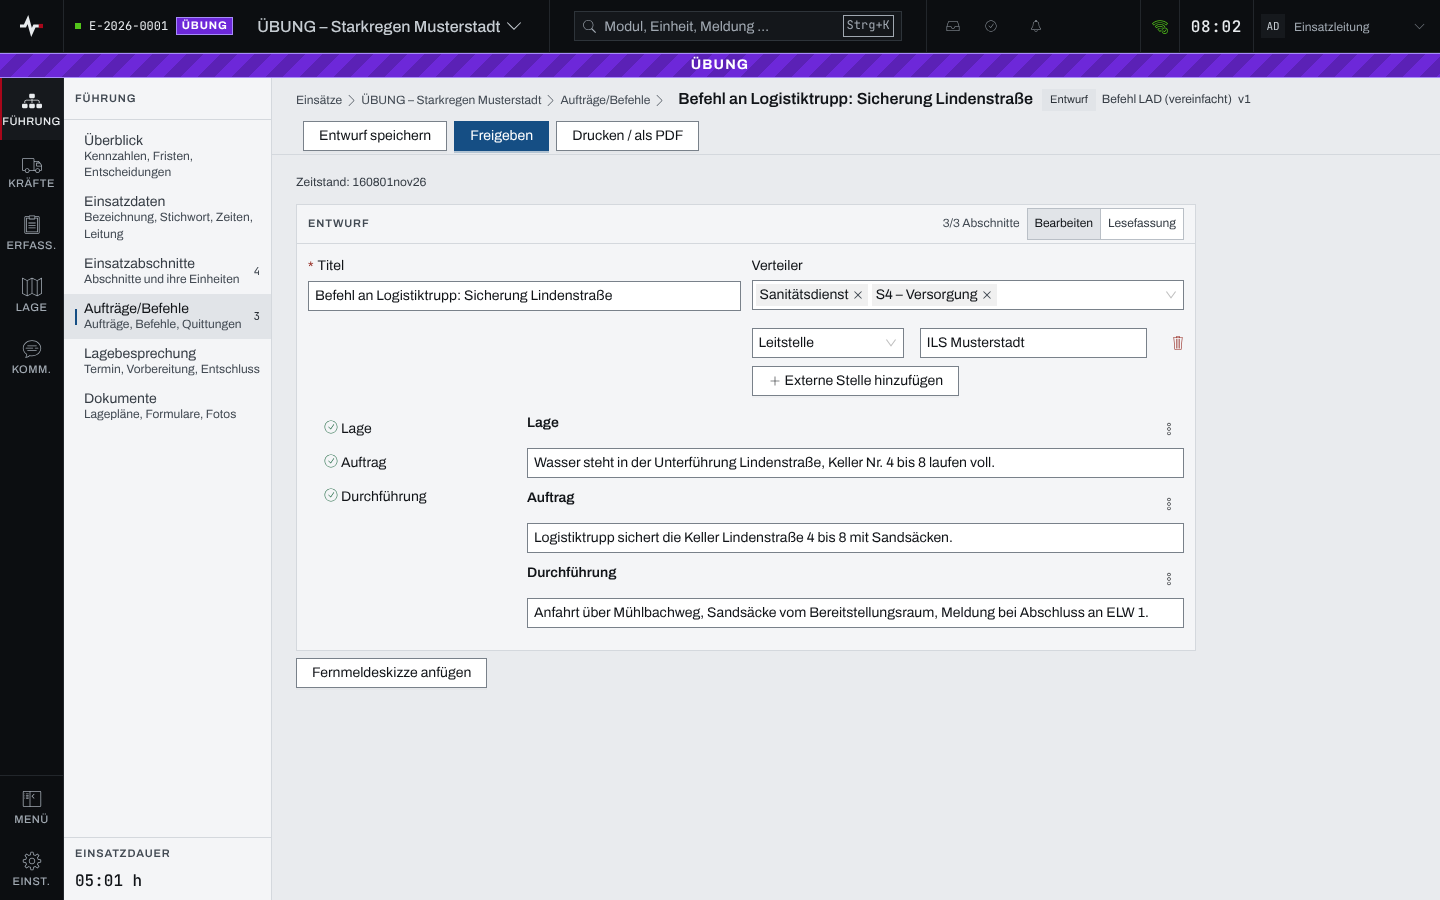 E-2026-0001 ÜBUNG ÜBUNG – Starkregen Musterstadt Modul, Einheit, Meldung ... Strg+K 08:02 AD Einsatzleitung
ÜBUNG
FÜHRUNG
KRÄFTE
ERFASS.
LAGE
KOMM.
MENÜ
EINST.
FÜHRUNG
Überblick
Kennzahlen, Fristen,
Entscheidungen
Einsatzdaten
Bezeichnung, Stichwort, Zeiten,
Leitung
Einsatzabschnitte
Abschnitte und ihre Einheiten 4
Aufträge/Befehle
Aufträge, Befehle, Quittungen 3
Lagebesprechung
Termin, Vorbereitung, Entschluss
Dokumente
Lagepläne, Formulare, Fotos
EINSATZDAUER
05:01 h
Einsätze ÜBUNG – Starkregen Musterstadt Aufträge/Befehle Befehl an Logistiktrupp: Sicherung Lindenstraße Entwurf Befehl LAD (vereinfacht) v1
Entwurf speichern Freigeben Drucken / als PDF
Zeitstand: 160801nov26
ENTWURF 3/3 Abschnitte Bearbeiten Lesefassung
* Titel Verteiler
Befehl an Logistiktrupp: Sicherung Lindenstraße Sanitätsdienst S4 – Versorgung
Leitstelle ILS Musterstadt
Externe Stelle hinzufügen
Lage
Auftrag
Durchführung
Lage
Wasser steht in der Unterführung Lindenstraße, Keller Nr. 4 bis 8 laufen voll.
Auftrag
Logistiktrupp sichert die Keller Lindenstraße 4 bis 8 mit Sandsäcken.
Durchführung
Anfahrt über Mühlbachweg, Sandsäcke vom Bereitstellungsraum, Meldung bei Abschluss an ELW 1.
Fernmeldeskizze anfügen